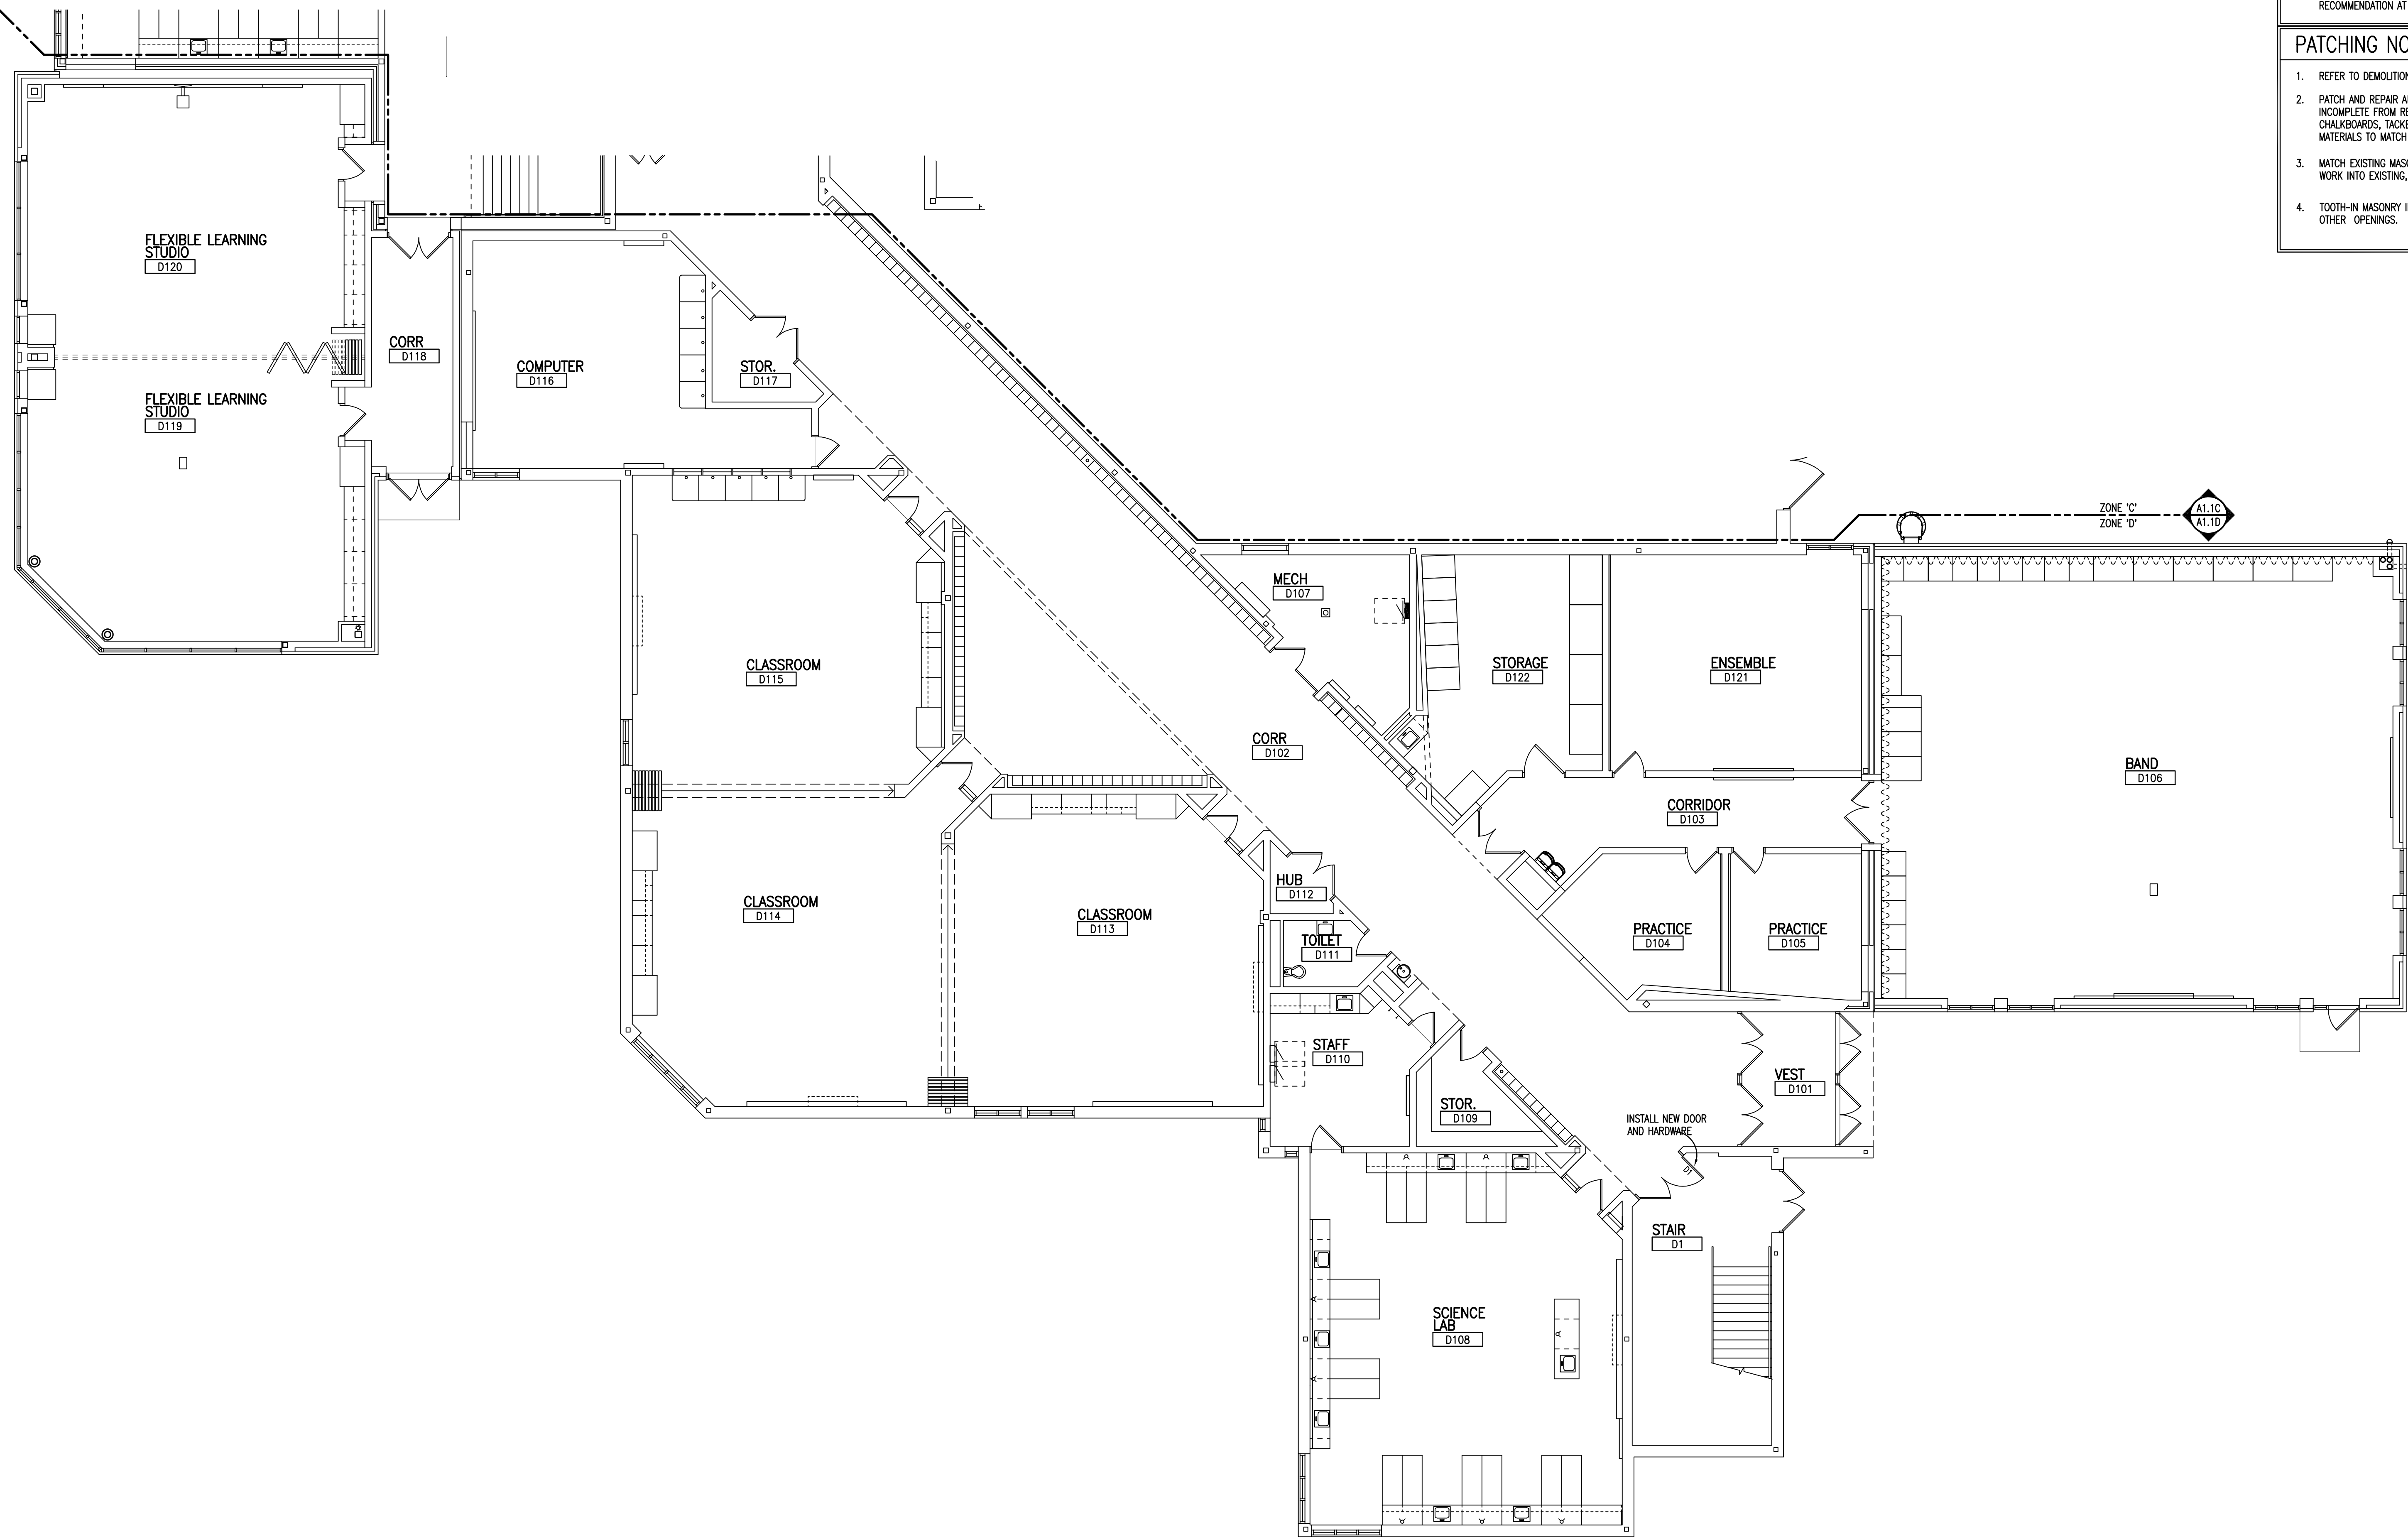 RECOMMENDATION AT
PATCHING NO
1. REFER TO DEMOLITION
2. PATCH AND REPAIR A
INCOMPLETE FROM RE
CHALKBOARDS, TACKE
MATERIALS TO MATCH
3. MATCH EXISTING MAS
WORK INTO EXISTING,
4. TOOTH-IN MASONRY I
OTHER OPENINGS.
FLEXIBLE LEARNING
STUDIO
D120
CORR
D118
COMPUTER
D116
STOR.
D117
FLEXIBLE LEARNING
STUDIO
D119
ZONE 'C'
ZONE 'D'
A1.1C
A1.1D
MECH
D107
CLASSROOM
D115
STORAGE
D122
ENSEMBLE
D121
CORR
D102
BAND
D106
CORRIDOR
D103
HUB
D112
CLASSROOM
D114
CLASSROOM
D113
TOILET
D111
PRACTICE
D104
PRACTICE
D105
STAFF
D110
VEST
D101
STOR.
D109
INSTALL NEW DOOR
AND HARDWARE
D1
STAIR
D1
SCIENCE
LAB
D108